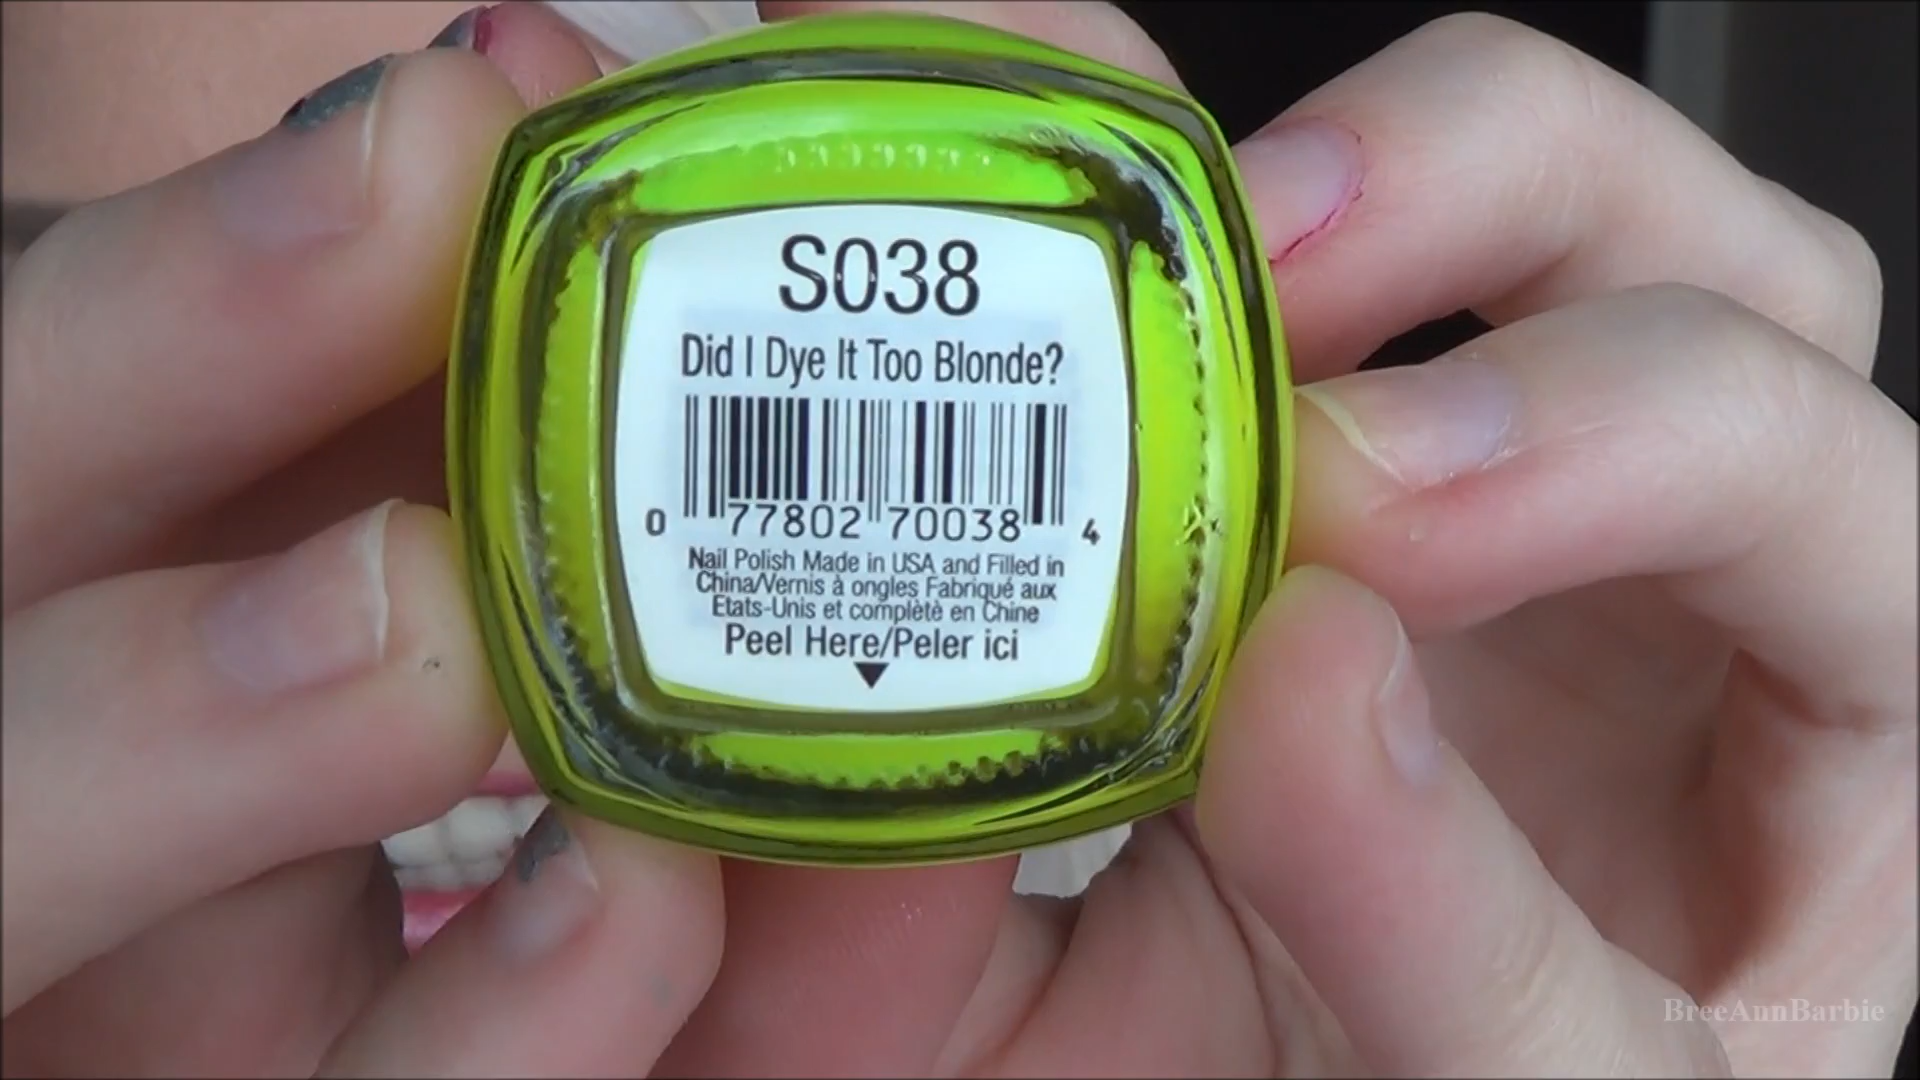 S038
Did I Dye It Too Blonde?
0 77802 70038 4
Nail Polish Made in USA and Filled in
China/Vernis à ongles Fabriqué aux
Etats-Unis et complètè en Chine
Peel Here/Peler ici
BreeAnnBarbie